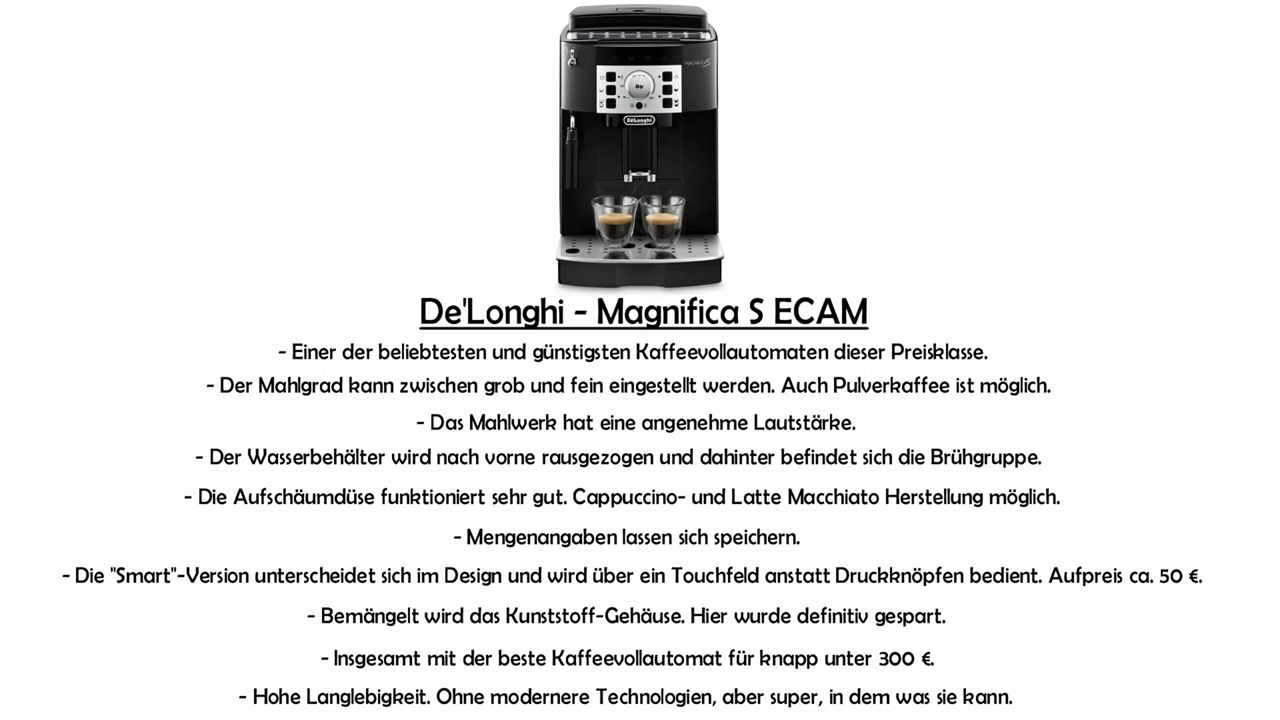 MAGNIFICA S
DeLonghi
De'Longhi - Magnifica S ECAM
- Einer der beliebtesten und günstigsten Kaffeevollautomaten dieser Preisklasse.
- Der Mahlgrad kann zwischen grob und fein eingestellt werden. Auch Pulverkaffee ist möglich.
- Das Mahlwerk hat eine angenehme Lautstärke.
- Der Wasserbehälter wird nach vorne rausgezogen und dahinter befindet sich die Brühgruppe.
- Die Aufschäumdüse funktioniert sehr gut. Cappuccino- und Latte Macchiato Herstellung möglich.
- Mengenangaben lassen sich speichern.
- Die "Smart"-Version unterscheidet sich im Design und wird über ein Touchfeld anstatt Druckknöpfen bedient. Aufpreis ca. 50 €.
- Bemängelt wird das Kunststoff-Gehäuse. Hier wurde definitiv gespart.
- Insgesamt mit der beste Kaffeevollautomat für knapp unter 300 €.
- Hohe Langlebigkeit. Ohne modernere Technologien, aber super, in dem was sie kann.